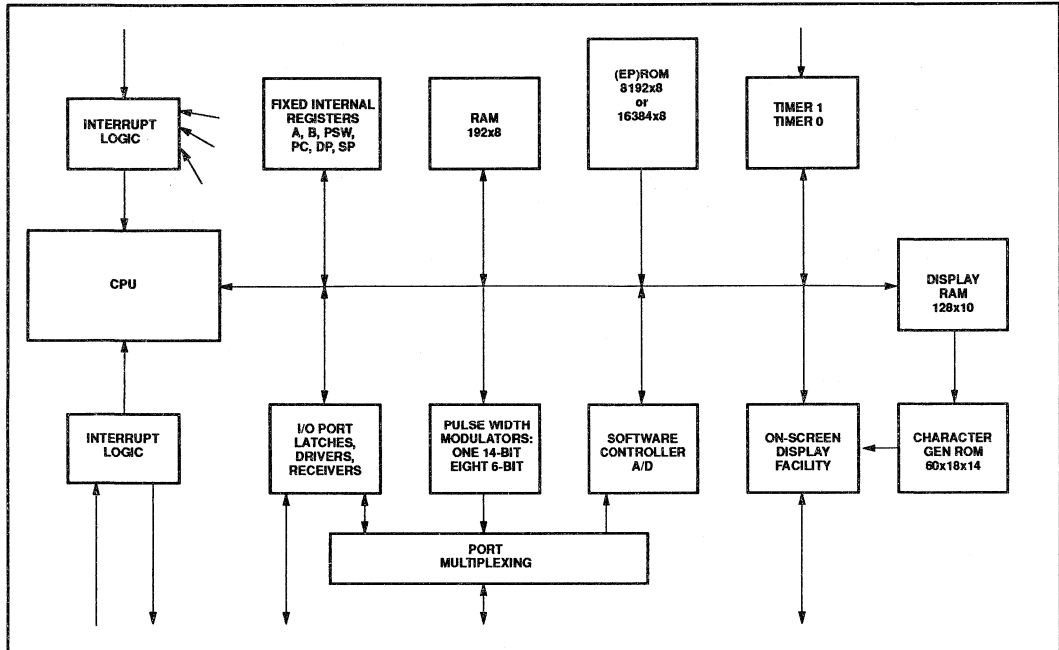 INTERRUPT
LOGIC
FIXED INTERNAL
REGISTERS
A, B, PSW,
PC, DP, SP
RAM
192x8
(EP)ROM
8192x8
or
16384x8
TIMER 1
TIMER 0
CPU
DISPLAY
RAM
128x10
INTERRUPT
LOGIC
I/O PORT
LATCHES,
DRIVERS,
RECEIVERS
PULSE WIDTH
MODULATORS:
ONE 14-BIT
EIGHT 6-BIT
SOFTWARE
CONTROLLER
A/D
ON-SCREEN
DISPLAY
FACILITY
CHARACTER
GEN ROM
60x18x14
PORT
MULTIPLEXING